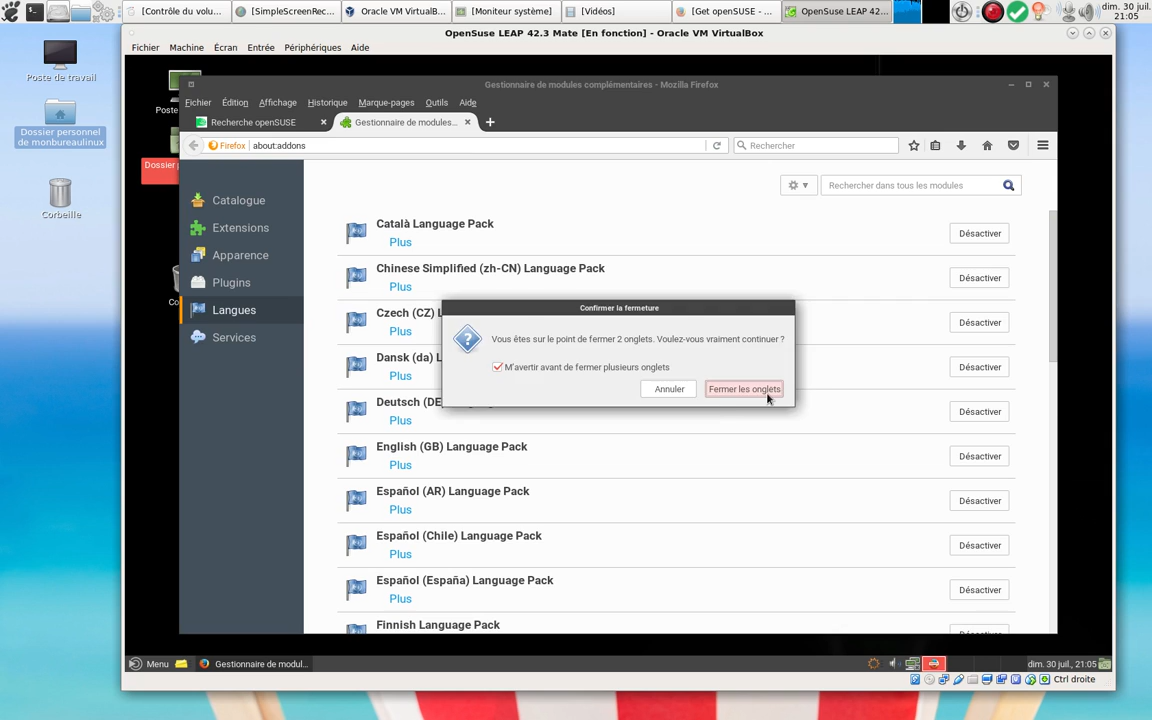 [Contrôle du volu...
[SimpleScreenRec...
Oracle VM VirtualB...
[Moniteur système]
[Vidéos]
[Get openSUSE - ...
OpenSuse LEAP 42...
dim. 30 juil.
21:05
OpenSuse LEAP 42.3 Mate [En fonction] - Oracle VM VirtualBox
Fichier Machine Écran Entrée Périphériques Aide
Poste de travail
Dossier personnel
de monbureaulinux
Corbeille
Gestionnaire de modules complémentaires - Mozilla Firefox
Fichier Édition Affichage Historique Marque-pages Outils Aide
Recherche openSUSE
Gestionnaire de modules...
Firefox about:addons
Rechercher
Catalogue
Extensions
Apparence
Plugins
Langues
Services
Rechercher dans tous les modules
Català Language Pack
Plus
Désactiver
Chinese Simplified (zh-CN) Language Pack
Plus
Désactiver
Czech (CZ) L
Plus
Désactiver
Dansk (da) L
Plus
Désactiver
Deutsch (DE
Plus
Désactiver
English (GB) Language Pack
Plus
Désactiver
Español (AR) Language Pack
Plus
Désactiver
Español (Chile) Language Pack
Plus
Désactiver
Español (España) Language Pack
Plus
Désactiver
Finnish Language Pack
Confirmer la fermeture
Vous êtes sur le point de fermer 2 onglets. Voulez-vous vraiment continuer ?
M'avertir avant de fermer plusieurs onglets
Annuler
Fermer les onglets
Menu
Gestionnaire de modul...
dim. 30 juil., 21:05
Ctrl droite